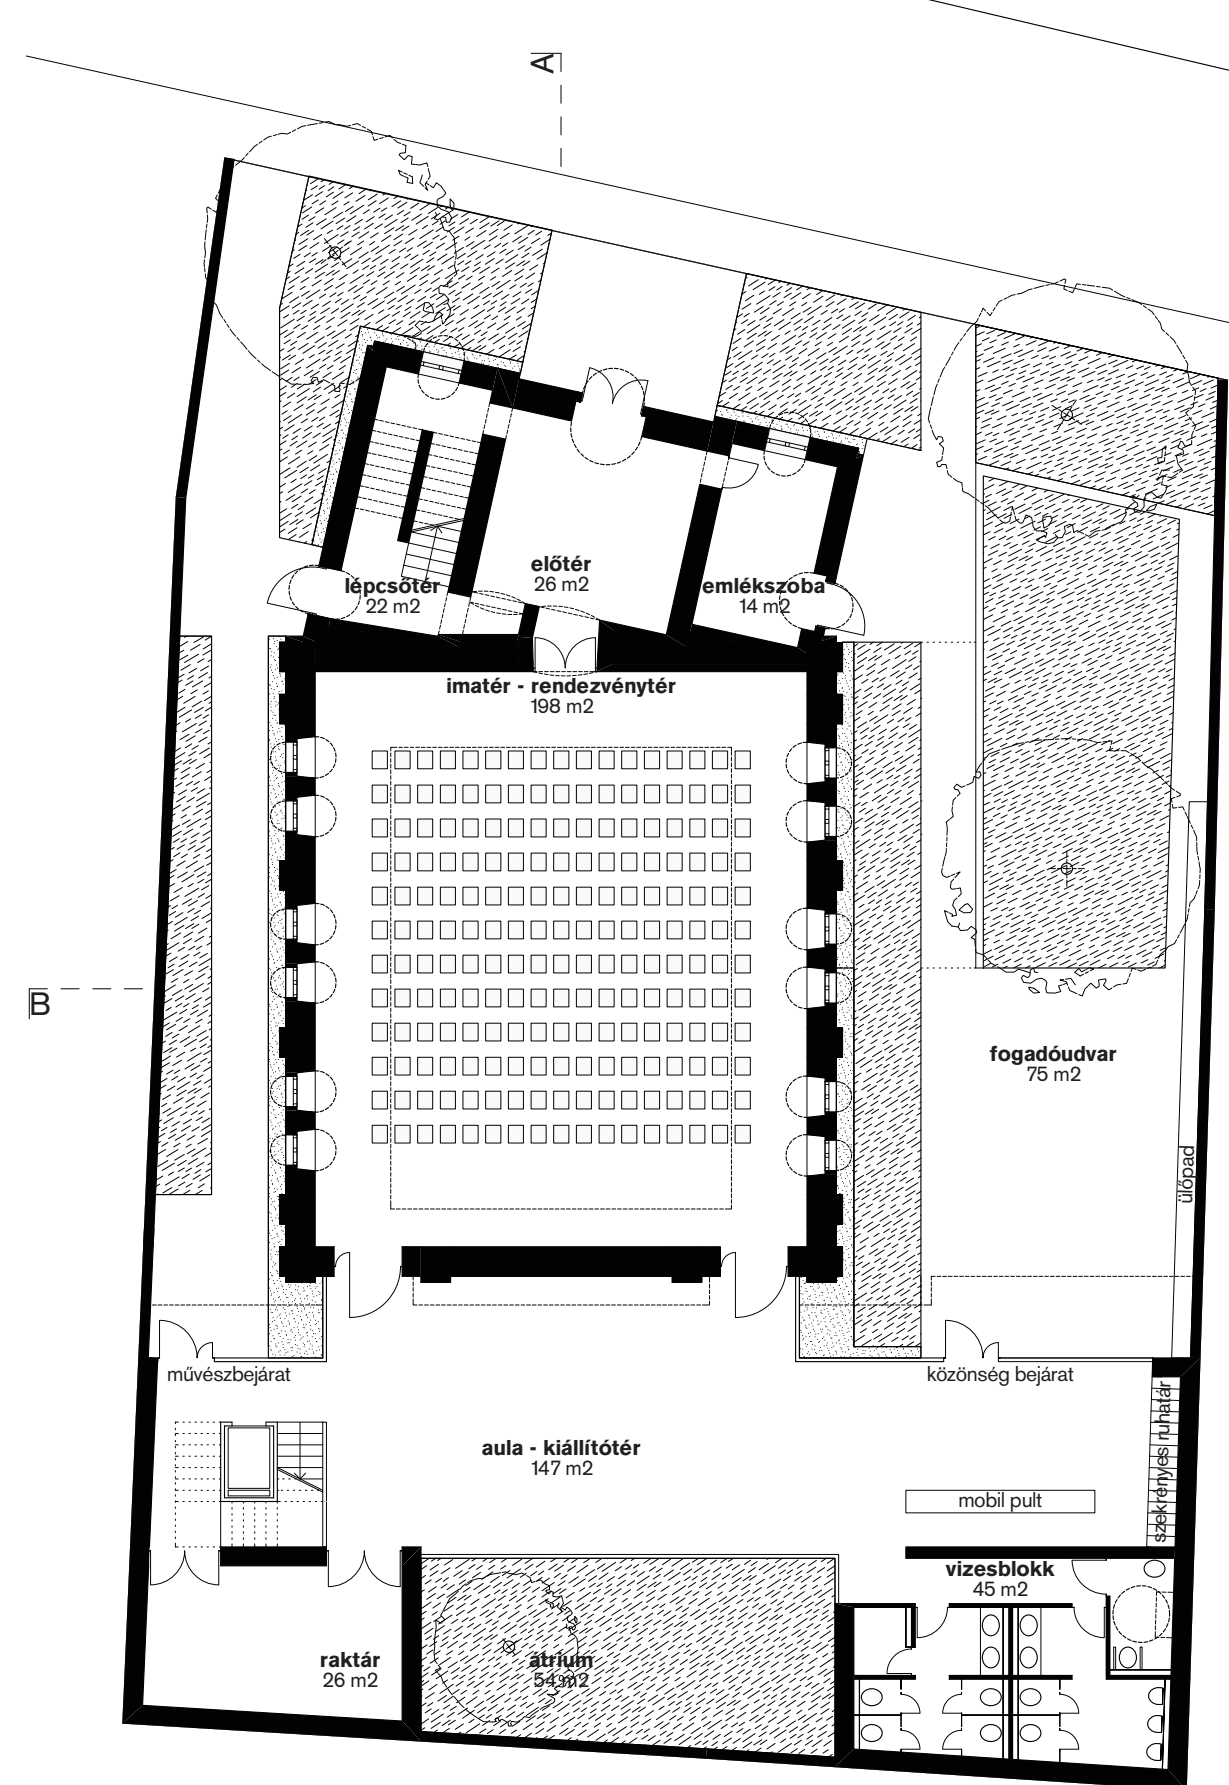 A
előtér
26 m2
lépcsőtér
22 m2
emlékszoba
14 m2
imatér - rendezvénytér
198 m2
B
fogadóudvar
75 m2
ülőpad
művészbejárat
közönség bejárat
szekrényes ruhatár
aula - kiállítótér
147 m2
mobil pult
vizesblokk
45 m2
raktár
26 m2
átrium
54 m2